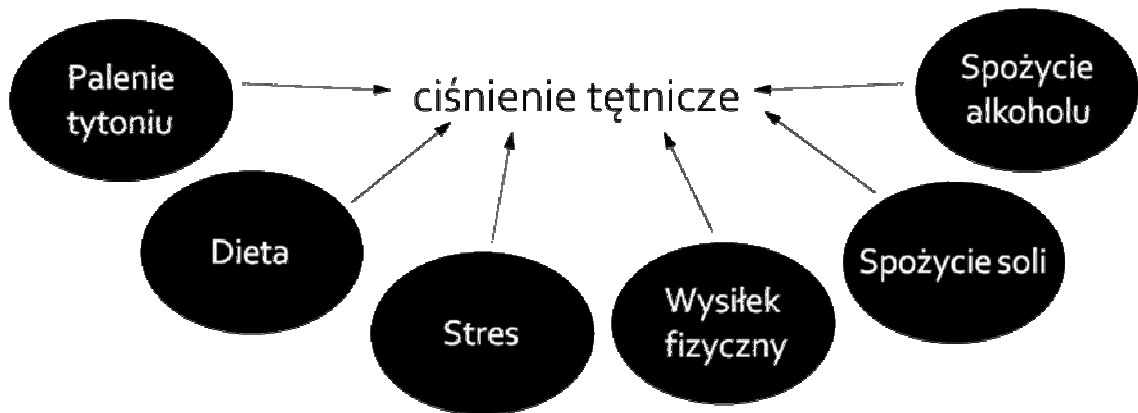 Palenie
tytoniu
ciśnienie tętnicze
Spożycie
alkoholu
Dieta
Stres
Wysiłek
fizyczny
Spożycie soli